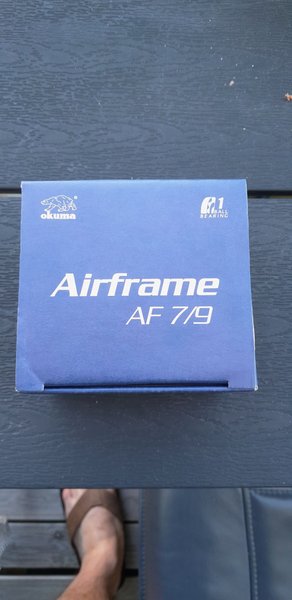 okuma
1
BALL
BEARING
Airframe
AF 7/9